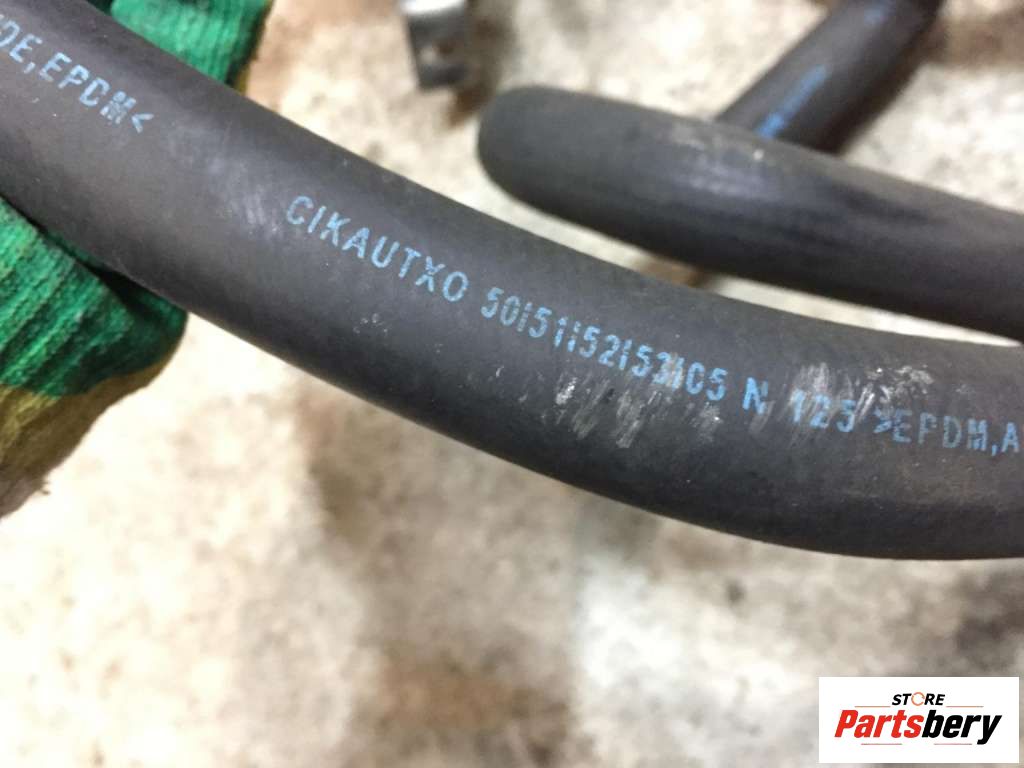 DE,EPDM<
CIKAUTXO 50151152153105 N 125 >EPDM,A
STORE
Partsbery